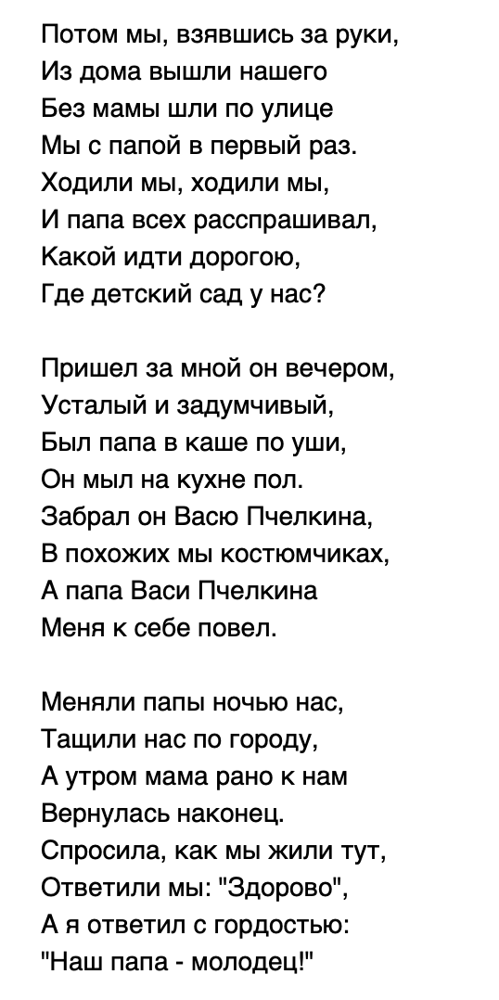 Потом мы, взявшись за руки,
Из дома вышли нашего
Без мамы шли по улице
Мы с папой в первый раз.
Ходили мы, ходили мы,
И папа всех расспрашивал,
Какой идти дорогою,
Где детский сад у нас?

Пришел за мной он вечером,
Усталый и задумчивый,
Был папа в каше по уши,
Он мыл на кухне пол.
Забрал он Васю Пчелкина,
В похожих мы костюмчиках,
А папа Васи Пчелкина
Меня к себе повел.

Меняли папы ночью нас,
Тащили нас по городу,
А утром мама рано к нам
Вернулась наконец.
Спросила, как мы жили тут,
Ответили мы: "Здорово",
А я ответил с гордостью:
"Наш папа - молодец!"